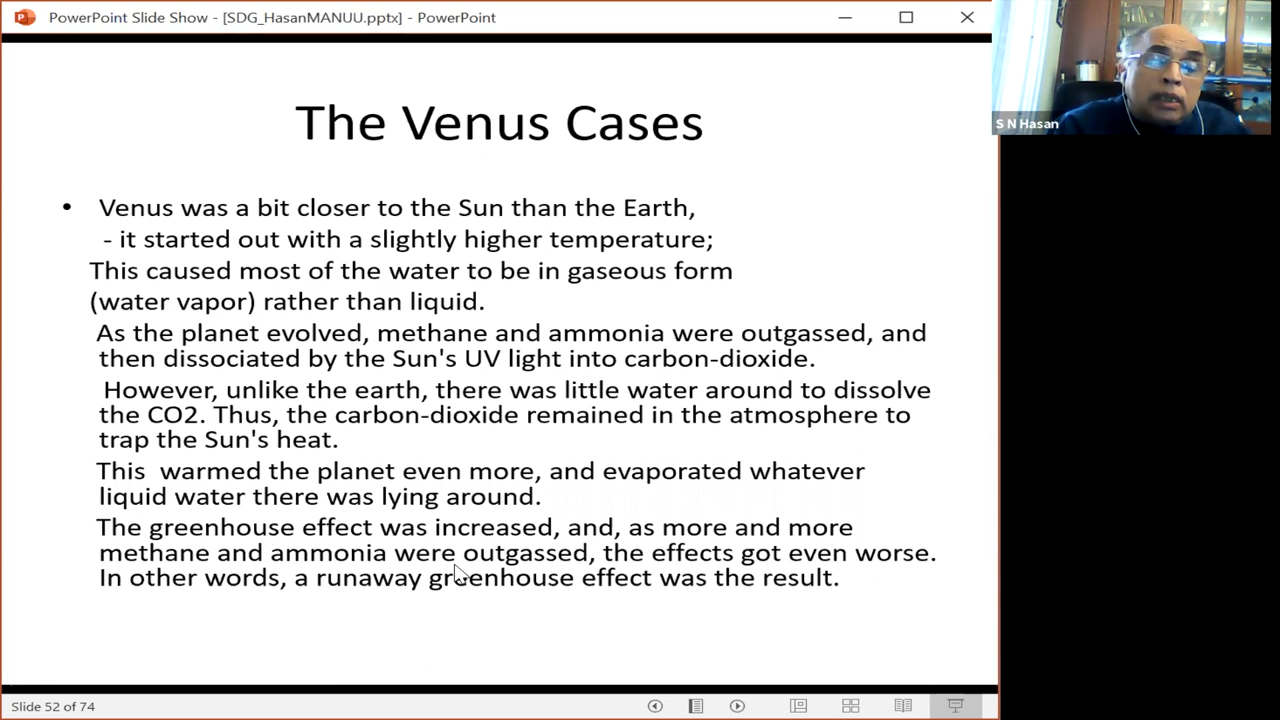 PowerPoint Slide Show - [SDG_HasanMANUU.pptx] - PowerPoint
S N Hasan
The Venus Cases
• Venus was a bit closer to the Sun than the Earth,
- it started out with a slightly higher temperature;
This caused most of the water to be in gaseous form
(water vapor) rather than liquid.
As the planet evolved, methane and ammonia were outgassed, and
then dissociated by the Sun's UV light into carbon-dioxide.
However, unlike the earth, there was little water around to dissolve
the CO2. Thus, the carbon-dioxide remained in the atmosphere to
trap the Sun's heat.
This warmed the planet even more, and evaporated whatever
liquid water there was lying around.
The greenhouse effect was increased, and, as more and more
methane and ammonia were outgassed, the effects got even worse.
In other words, a runaway greenhouse effect was the result.
Slide 52 of 74